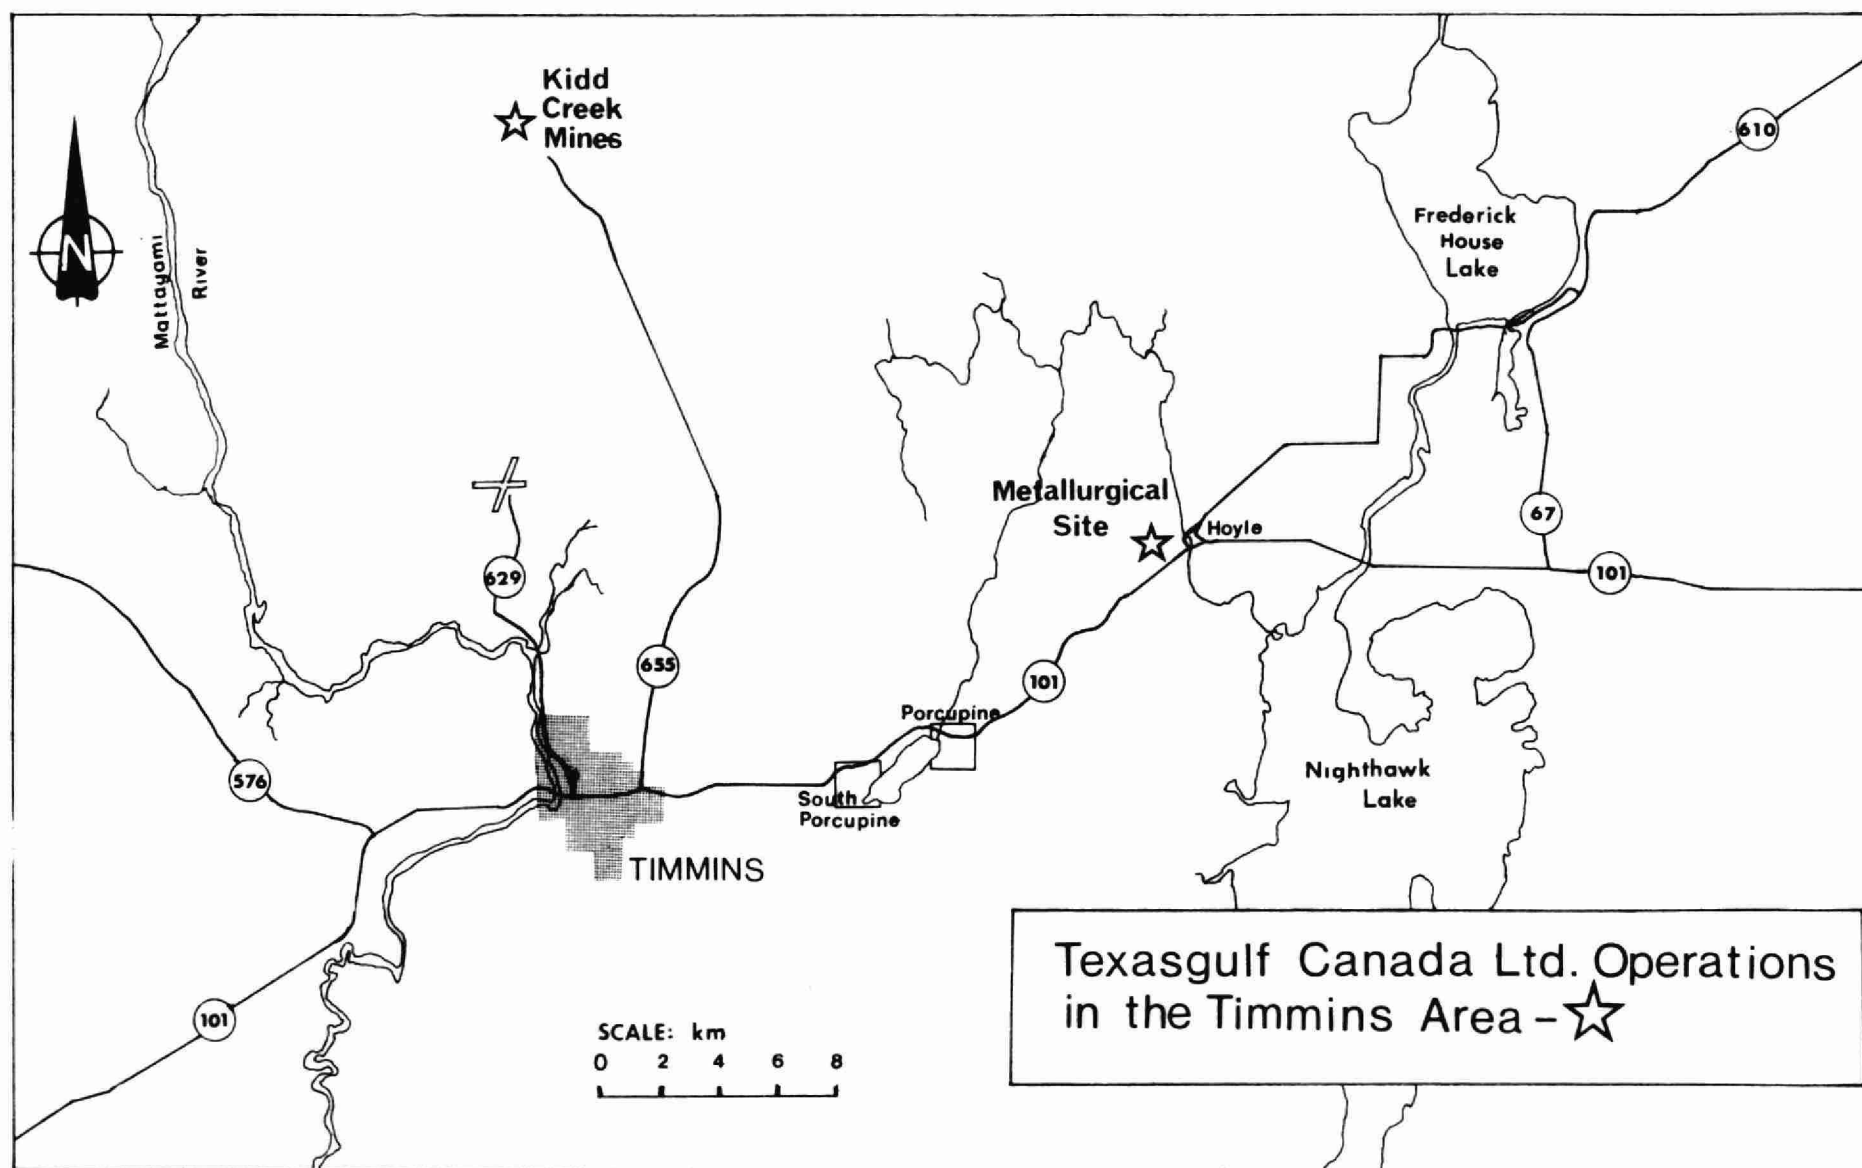 Kidd
Creek
Mines
610
N
Mattagami
River
Frederick
House
Lake
Metallurgical
Site
Hoyle
67
629
101
655
101
Porcupine
576
South
Porcupine
Nighthawk
Lake
TIMMINS
101
SCALE: km
0 2 4 6 8
Texasgulf Canada Ltd. Operations
in the Timmins Area -